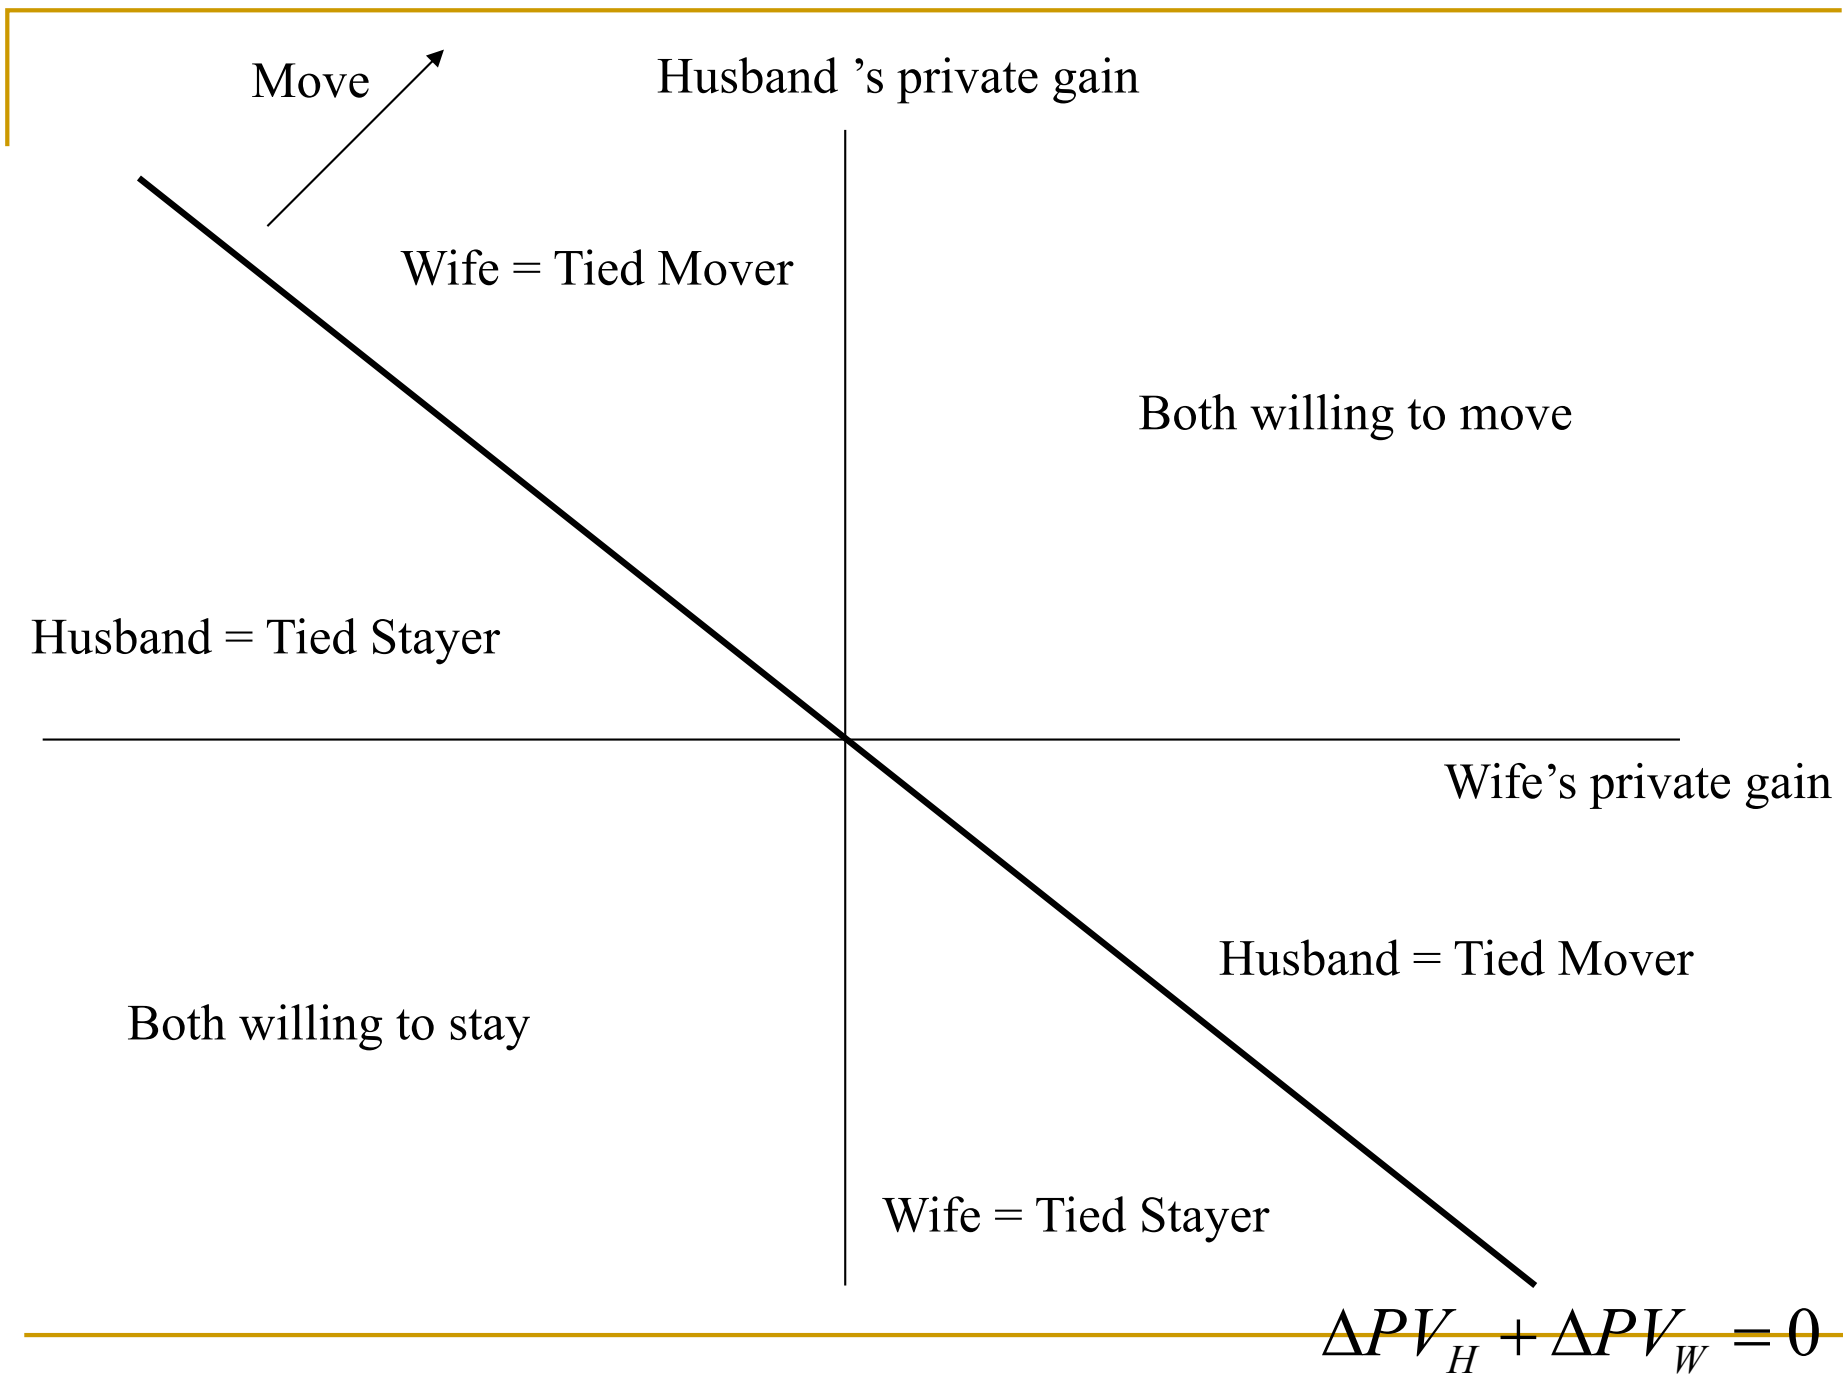 Move
Husband ’s private gain
Wife = Tied Mover
Both willing to move
Husband = Tied Stayer
Wife’s private gain
Husband = Tied Mover
Both willing to stay
Wife = Tied Stayer
ΔPV_H + ΔPV_W = 0